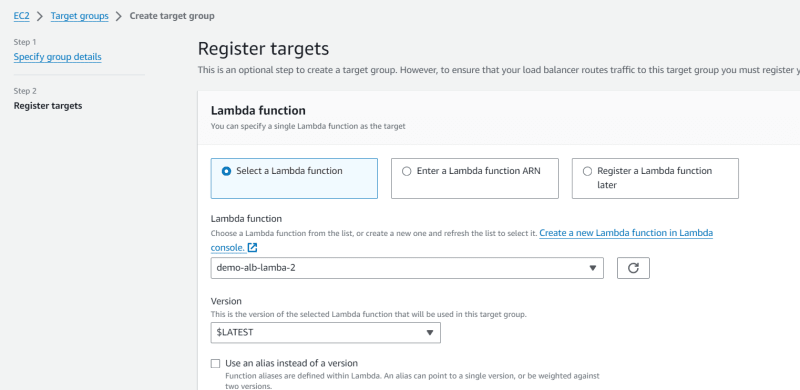 EC2 > Target groups > Create target group
Step 1
Specify group details
Step 2
Register targets
Register targets
This is an optional step to create a target group. However, to ensure that your load balancer routes traffic to this target group you must register
Lambda function
You can specify a single Lambda function as the target
Select a Lambda function
Enter a Lambda function ARN
Register a Lambda function
later
Lambda function
Choose a Lambda function from the list, or create a new one and refresh the list to select it. Create a new Lambda function in Lambda
console.
demo-alb-lamba-2
Version
This is the version of the selected Lambda function that will be used in this target group.
$LATEST
Use an alias instead of a version
Function aliases are defined within Lambda. An alias can point to a single version, or be weighted against
two versions.